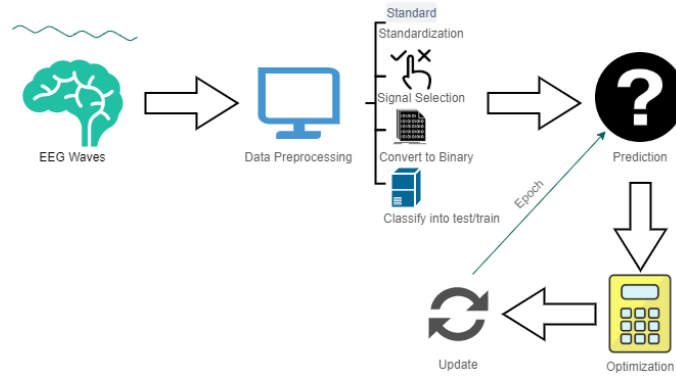 Standard
Standardization
Signal Selection
EEG Waves
Data Preprocessing
Convert to Binary
Prediction
Classify into test/train
Epoch
Update
Optimization